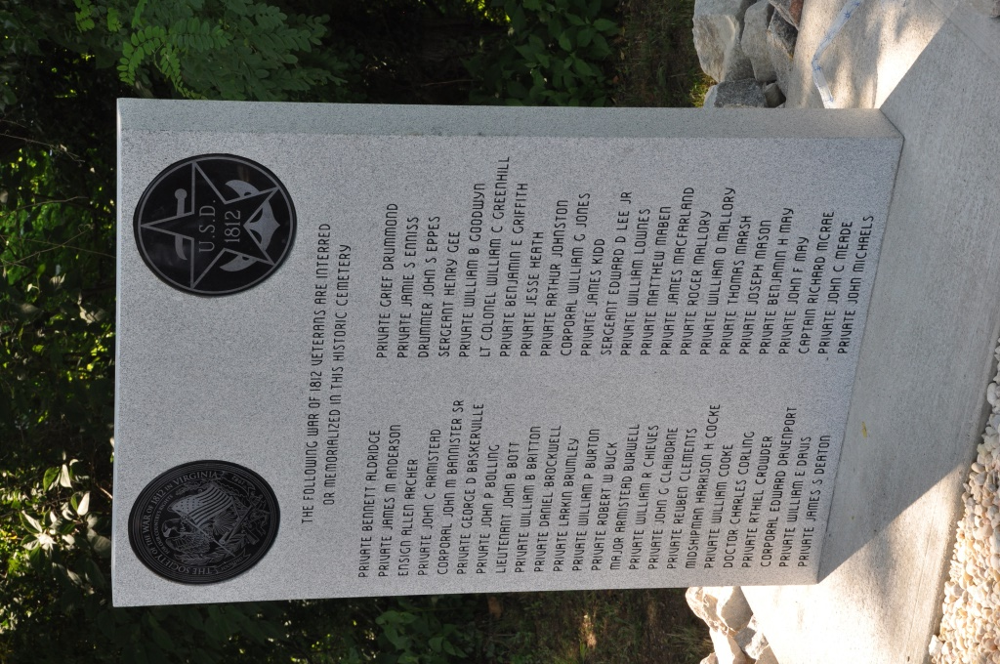 THE SOCIETY OF THE WAR OF 1812 IN VIRGINIA
U.S.D.
1812
THE FOLLOWING WAR OF 1812 VETERANS ARE INTERRED
OR MEMORIALIZED IN THIS HISTORIC CEMETERY
PRIVATE BENNETT ALDRIDGE
PRIVATE JAMES M ANDERSON
ENSIGN ALLEN ARCHER
PRIVATE JOHN C ARMISTEAD
CORPORAL JOHN M BANNISTER SR
PRIVATE GEORGE D BASKERVILLE
PRIVATE JOHN P BOLLING
LIEUTENANT JOHN B BOTT
PRIVATE WILLIAM B BRITTON
PRIVATE DANIEL BROCKWELL
PRIVATE LARKIN BRUMLEY
PRIVATE WILLIAM P BURTON
PRIVATE ROBERT W BUCK
MAJOR ARMISTEAD BURWELL
PRIVATE WILLIAM R CHIEVES
PRIVATE JOHN G CLAIBORNE
PRIVATE REUBEN CLEMENTS
MIDSHIPMAN HARRISON H COCKE
PRIVATE WILLIAM COOKE
DOCTOR CHARLES CORLING
PRIVATE RITHIEL CROWDER
CORPORAL EDWARD DAVENPORT
PRIVATE WILLIAM E DAVIS
PRIVATE JAMES S DEATON
PRIVATE GRIEF DRUMMOND
PRIVATE JAMIE S ENNISS
DRUMMER JOHN S EPPES
SERGEANT HENRY GEE
PRIVATE WILLIAM B GOODWYN
LT COLONEL WILLIAM C GREENHILL
PRIVATE BENJAMIN E GRIFFITH
PRIVATE JESSE HEATH
PRIVATE ARTHUR JOHNSTON
CORPORAL WILLIAM G JONES
PRIVATE JAMES KIDD
SERGEANT EDWARD D LEE JR
PRIVATE WILLIAM LOWNES
PRIVATE MATTHEW MABEN
PRIVATE JAMES MACFARLAND
PRIVATE ROGER MALLORY
PRIVATE WILLIAM O MALLORY
PRIVATE THOMAS MARSH
PRIVATE JOSEPH MASON
PRIVATE BENJAMIN H MAY
PRIVATE JOHN F MAY
CAPTAIN RICHARD MCRAE
PRIVATE JOHN C MEADE
PRIVATE JOHN MICHAELS